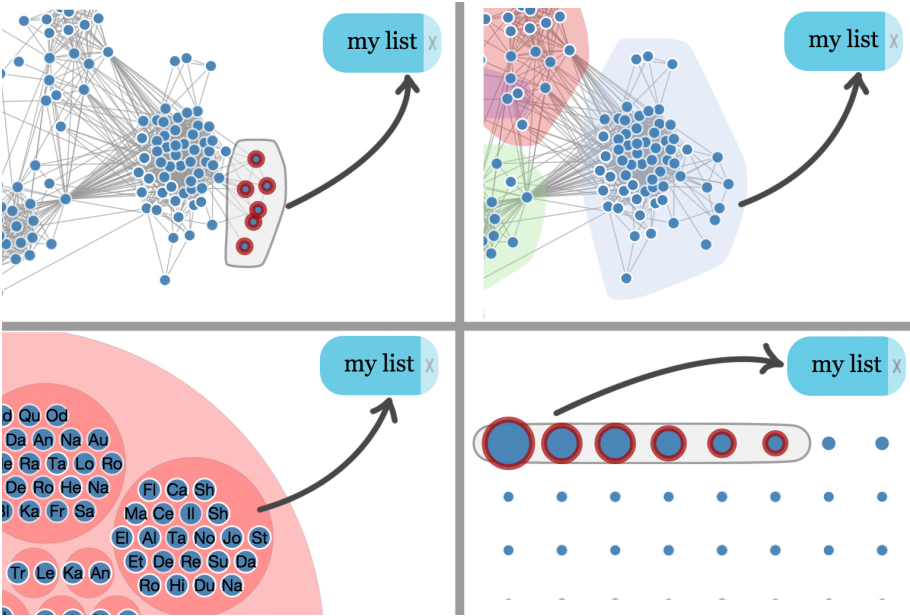 my list x
my list x
my list x
my list x
d Qu Od
Da An Na Au
e Ra Ta Lo Ro
De Ro He Na
Ka Fr Sa
Tr Le Ka An
Fl Ca Sh
Ma Ce Il Sh
El Al Ta No Jo St
Et De Re Su Da
Ro Hi Du Na